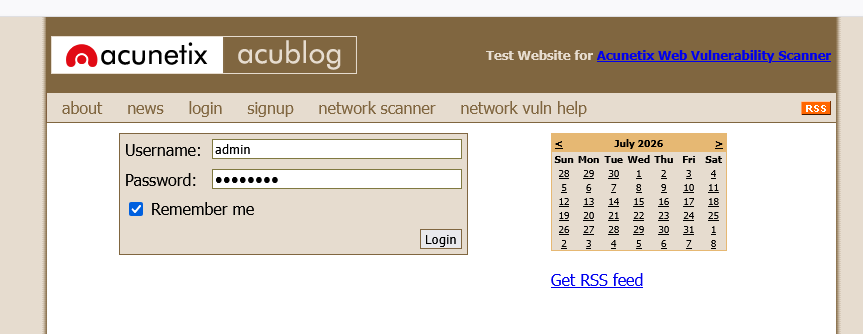 acunetix acublog
Test Website for Acunetix Web Vulnerability Scanner
about news login signup network scanner network vuln help
RSS
Username: admin
Password: ●●●●●●●●
Remember me
Login
< July 2026 >
Sun Mon Tue Wed Thu Fri Sat
28 29 30 1 2 3 4
5 6 7 8 9 10 11
12 13 14 15 16 17 18
19 20 21 22 23 24 25
26 27 28 29 30 31 1
2 3 4 5 6 7 8
Get RSS feed